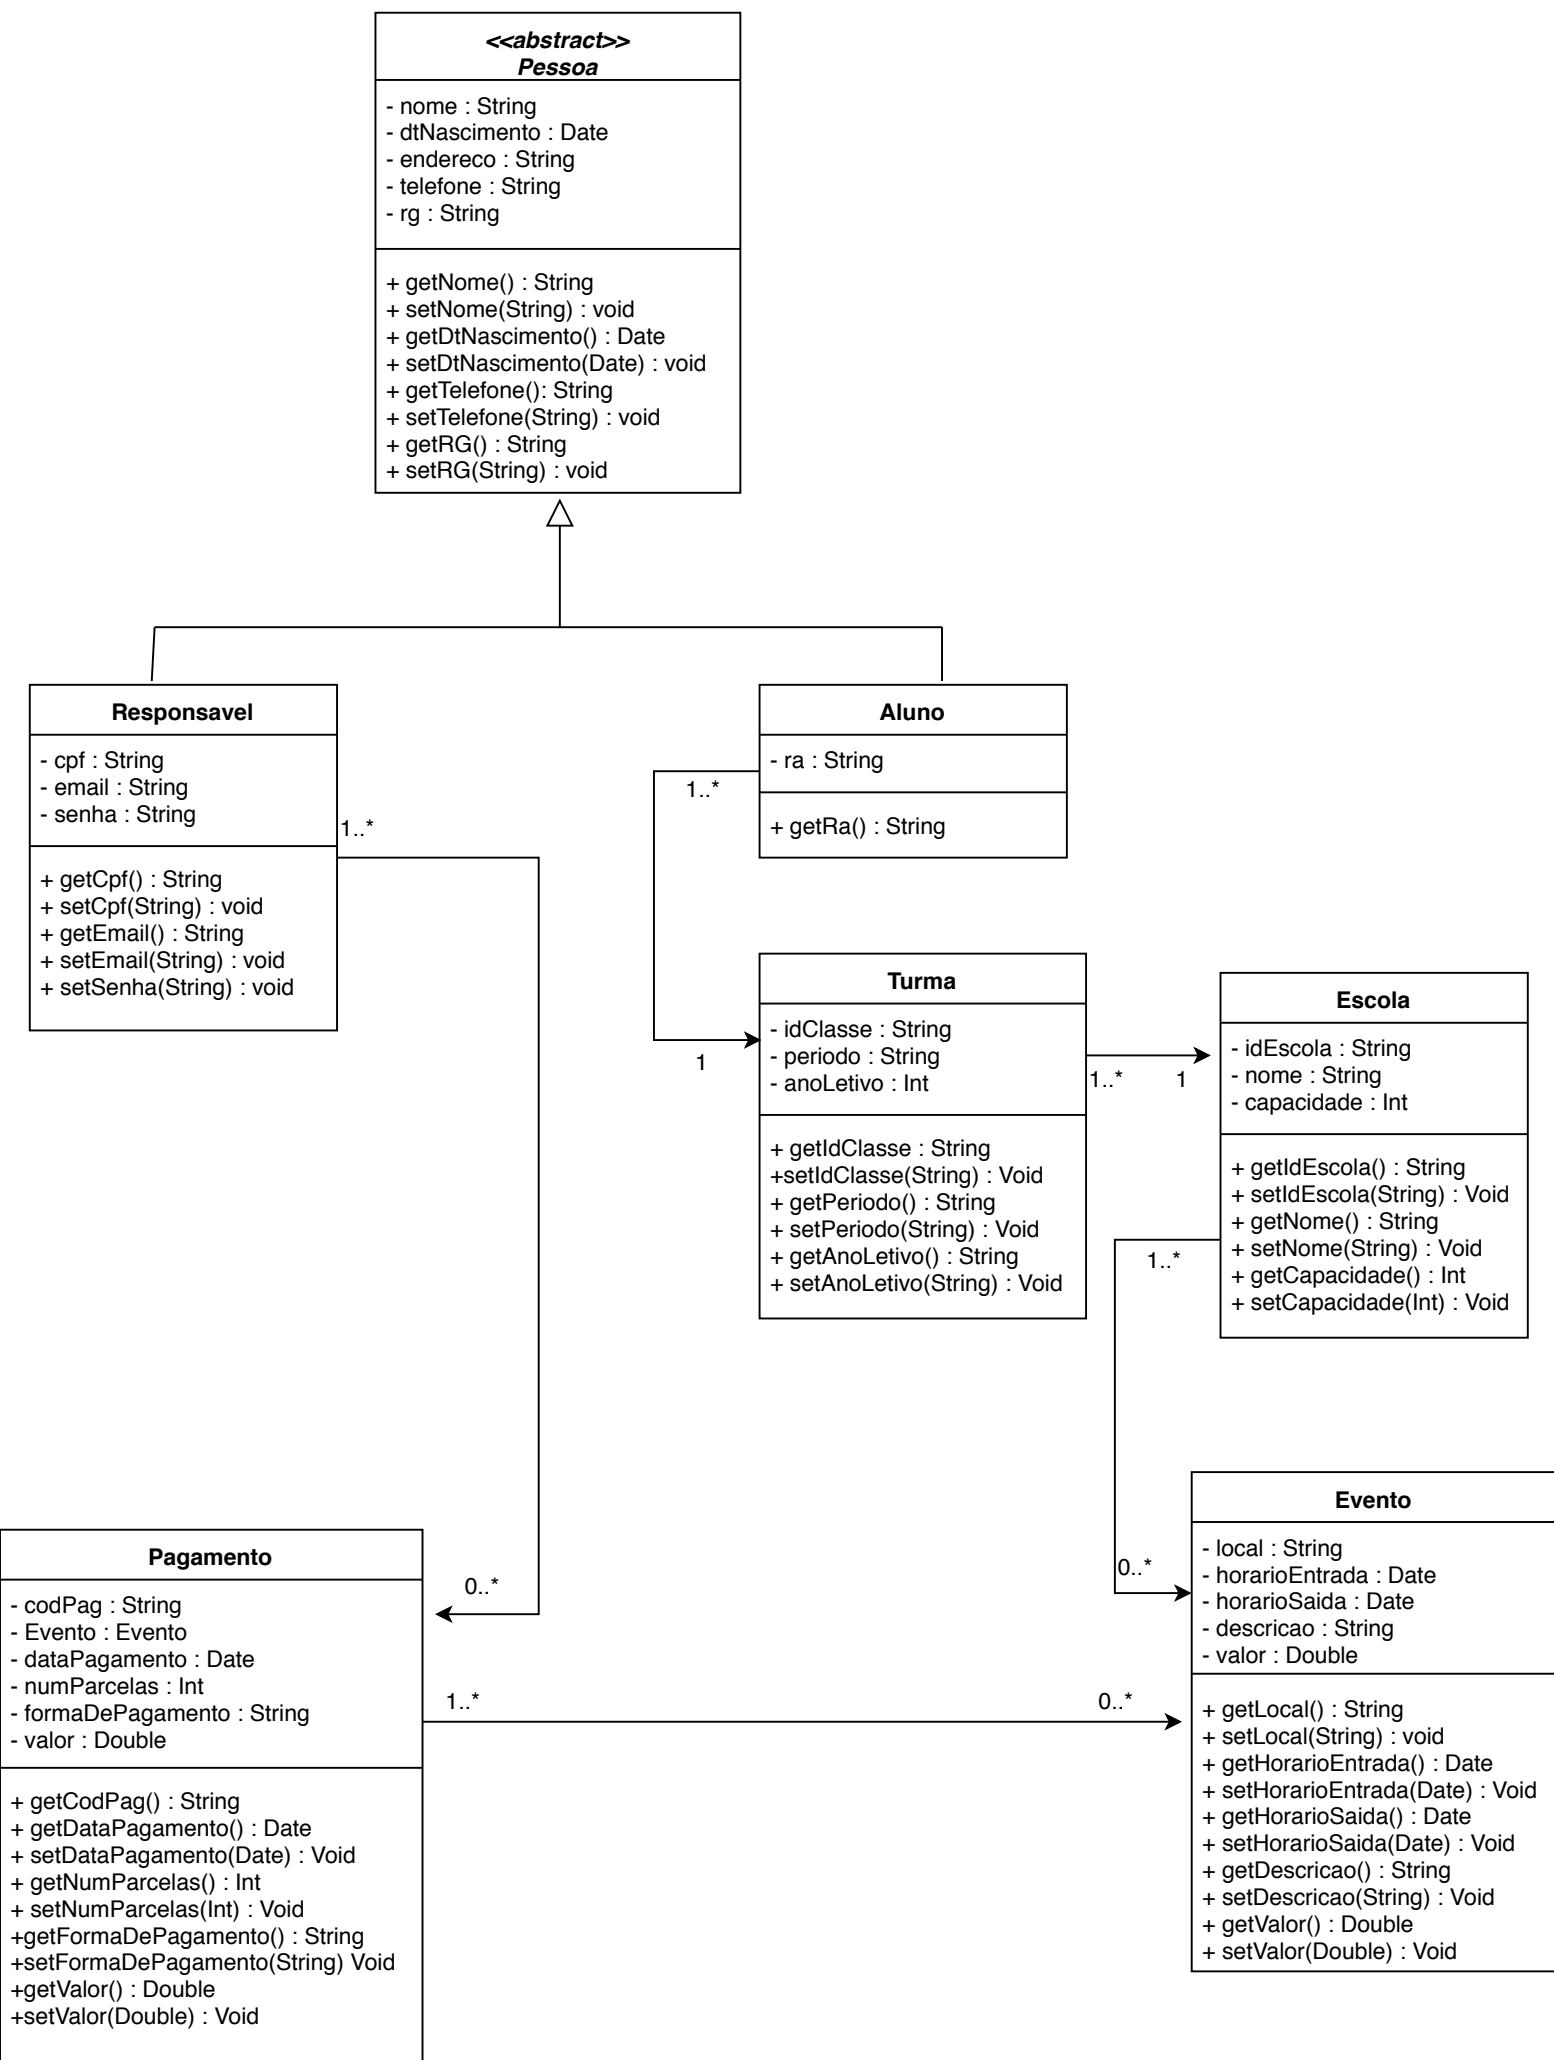 <<abstract>>
Pessoa
- nome : String
- dtNascimento : Date
- endereco : String
- telefone : String
- rg : String
+ getNome() : String
+ setNome(String) : void
+ getDtNascimento() : Date
+ setDtNascimento(Date) : void
+ getTelefone(): String
+ setTelefone(String) : void
+ getRG() : String
+ setRG(String) : void
Responsavel
- cpf : String
- email : String
- senha : String
+ getCpf() : String
+ setCpf(String) : void
+ getEmail() : String
+ setEmail(String) : void
+ setSenha(String) : void
1..*
0..*
Aluno
- ra : String
+ getRa() : String
1..*
1
Turma
- idClasse : String
- periodo : String
- anoLetivo : Int
+ getIdClasse : String
+setIdClasse(String) : Void
+ getPeriodo() : String
+ setPeriodo(String) : Void
+ getAnoLetivo() : String
+ setAnoLetivo(String) : Void
1..*
1
Escola
- idEscola : String
- nome : String
- capacidade : Int
+ getIdEscola() : String
+ setIdEscola(String) : Void
+ getNome() : String
+ setNome(String) : Void
+ getCapacidade() : Int
+ setCapacidade(Int) : Void
1..*
0..*
Pagamento
- codPag : String
- Evento : Evento
- dataPagamento : Date
- numParcelas : Int
- formaDePagamento : String
- valor : Double
+ getCodPag() : String
+ getDataPagamento() : Date
+ setDataPagamento(Date) : Void
+ getNumParcelas() : Int
+ setNumParcelas(Int) : Void
+getFormaDePagamento() : String
+setFormaDePagamento(String) Void
+getValor() : Double
+setValor(Double) : Void
1..*
0..*
Evento
- local : String
- horarioEntrada : Date
- horarioSaida : Date
- descricao : String
- valor : Double
+ getLocal() : String
+ setLocal(String) : void
+ getHorarioEntrada() : Date
+ setHorarioEntrada(Date) : Void
+ getHorarioSaida() : Date
+ setHorarioSaida(Date) : Void
+ getDescricao() : String
+ setDescricao(String) : Void
+ getValor() : Double
+ setValor(Double) : Void